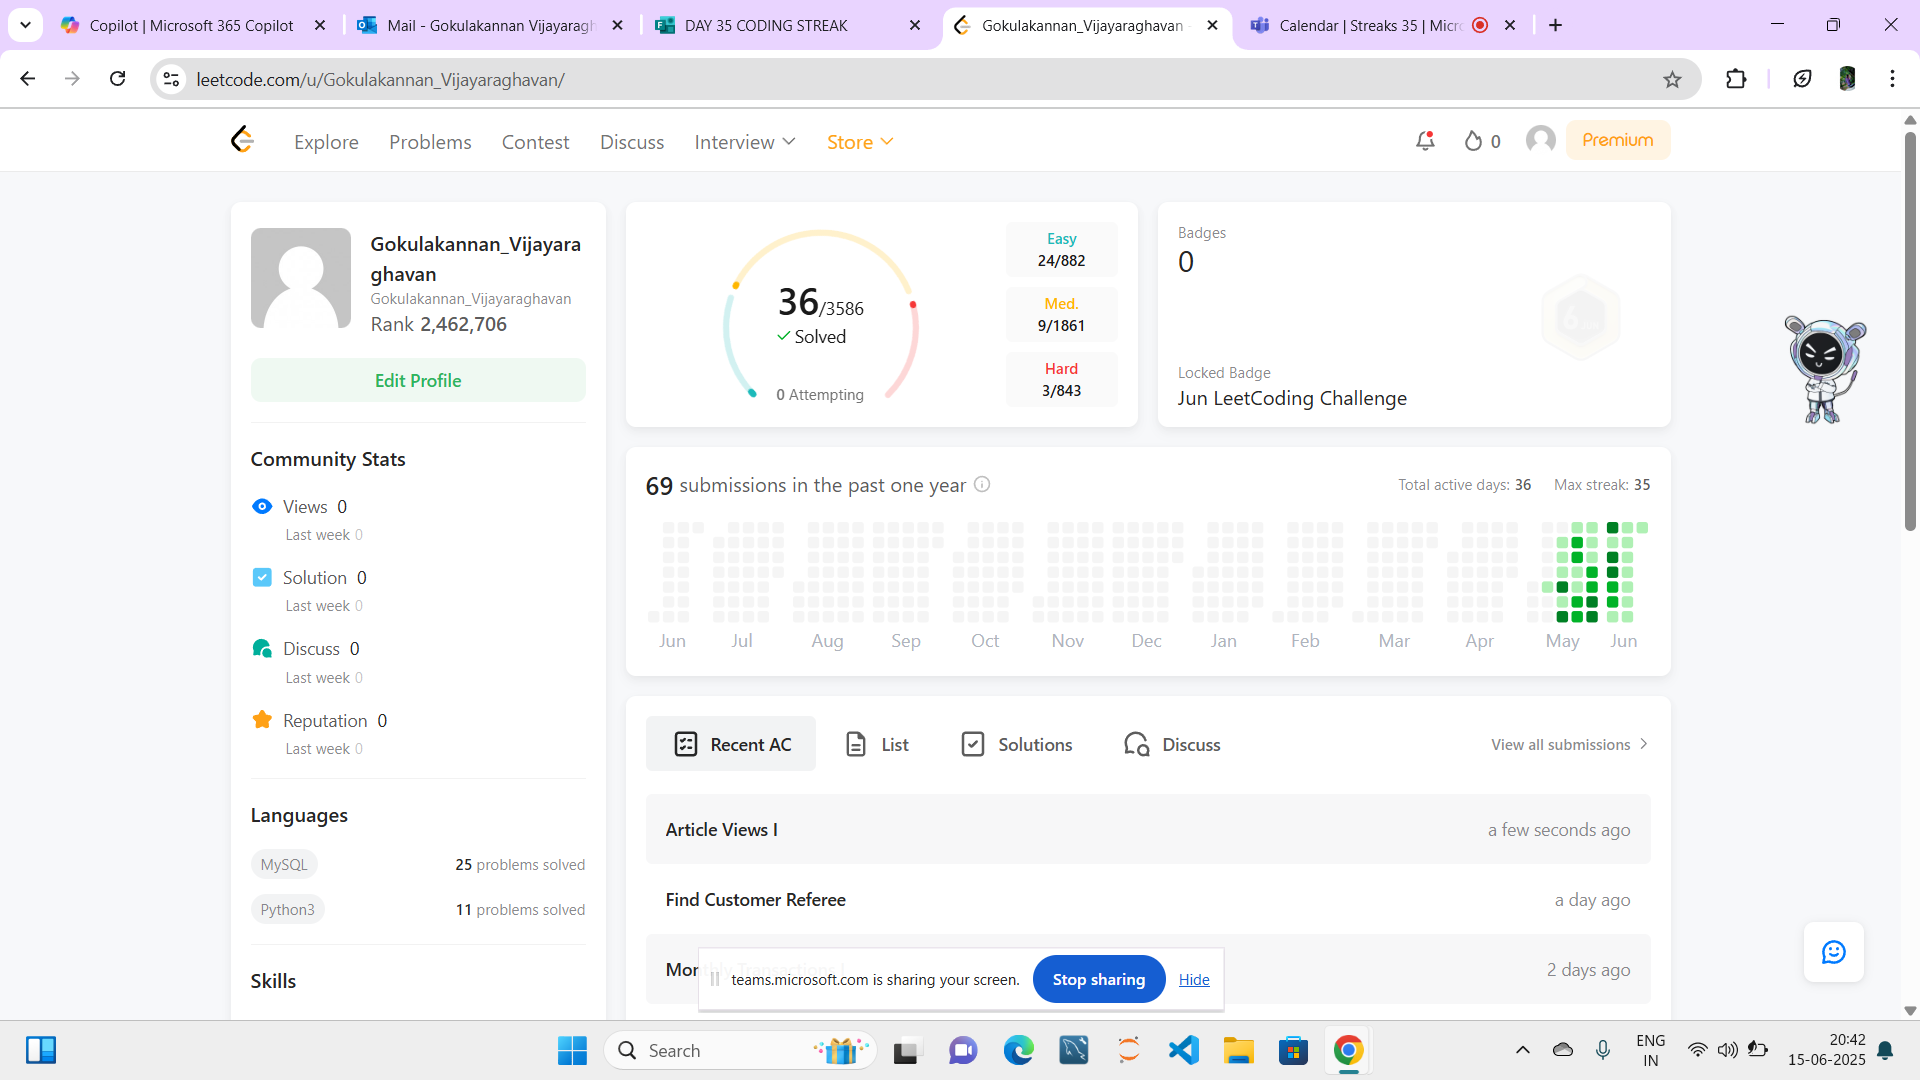 Copilot | Microsoft 365 Copilot
Mail - Gokulakannan Vijayaragh
DAY 35 CODING STREAK
Gokulakannan_Vijayaraghavan -
Calendar | Streaks 35 | Micro
leetcode.com/u/Gokulakannan_Vijayaraghavan/
Explore
Problems
Contest
Discuss
Interview
Store
0
Premium
Gokulakannan_Vijayara
ghavan
Gokulakannan_Vijayaraghavan
Rank 2,462,706
Edit Profile
Community Stats
Views 0
Last week 0
Solution 0
Last week 0
Discuss 0
Last week 0
Reputation 0
Last week 0
Languages
MySQL
25 problems solved
Python3
11 problems solved
Skills
36/3586
Solved
0 Attempting
Easy
24/882
Med.
9/1861
Hard
3/843
Badges
0
Locked Badge
Jun LeetCoding Challenge
69 submissions in the past one year
Total active days: 36
Max streak: 35
Jun Jul Aug Sep Oct Nov Dec Jan Feb Mar Apr May Jun
Recent AC
List
Solutions
Discuss
View all submissions
Article Views I
a few seconds ago
Find Customer Referee
a day ago
2 days ago
teams.microsoft.com is sharing your screen.
Stop sharing
Hide
Search
ENG
IN
20:42
15-06-2025